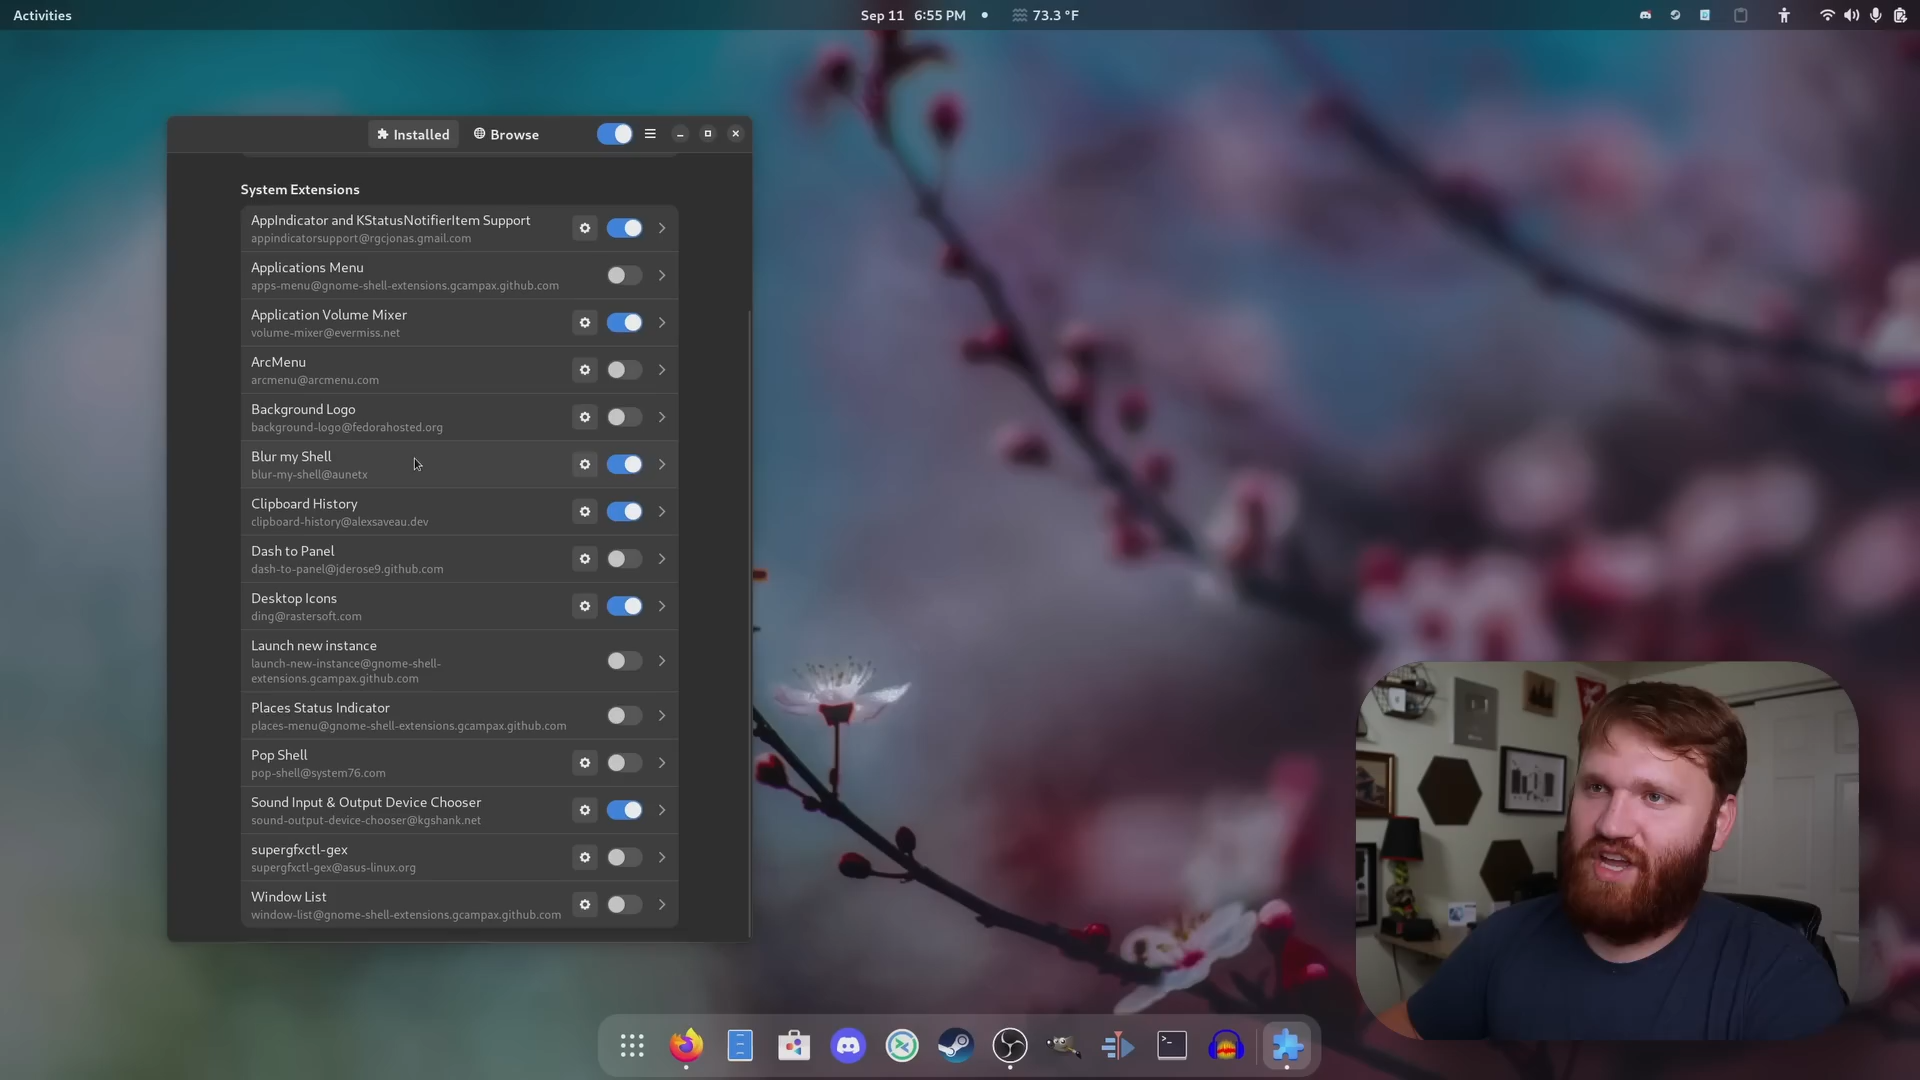 Activities
Sep 11 6:55 PM
73.3 °F
Installed
Browse
System Extensions
AppIndicator and KStatusNotifierItem Support
appindicatorsupport@rgcjonas.gmail.com
Applications Menu
apps-menu@gnome-shell-extensions.gcampax.github.com
Application Volume Mixer
volume-mixer@evermiss.net
ArcMenu
arcmenu@arcmenu.com
Background Logo
background-logo@fedorahosted.org
Blur my Shell
blur-my-shell@aunetx
Clipboard History
clipboard-history@alexsaveau.dev
Dash to Panel
dash-to-panel@jderose9.github.com
Desktop Icons
ding@rastersoft.com
Launch new instance
launch-new-instance@gnome-shell-
extensions.gcampax.github.com
Places Status Indicator
places-menu@gnome-shell-extensions.gcampax.github.com
Pop Shell
pop-shell@system76.com
Sound Input & Output Device Chooser
sound-output-device-chooser@kgshank.net
supergfxctl-gex
supergfxctl-gex@asus-linux.org
Window List
window-list@gnome-shell-extensions.gcampax.github.com